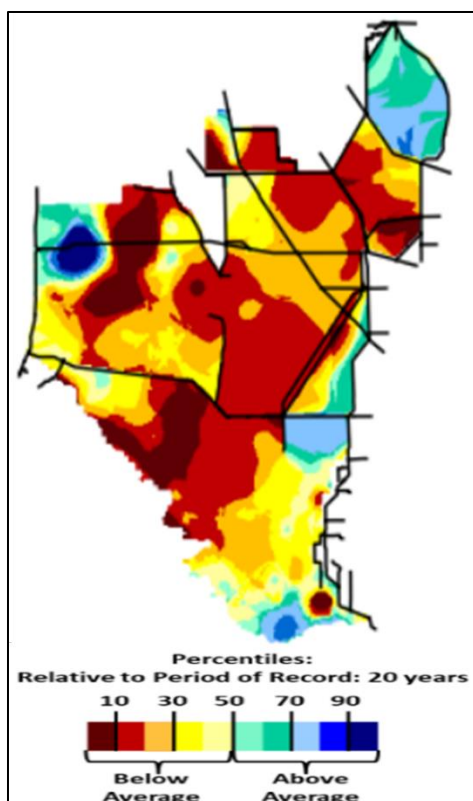 Percentiles:
Relative to Period of Record: 20 years
10 30 50 70 90
Below Above
Average Average